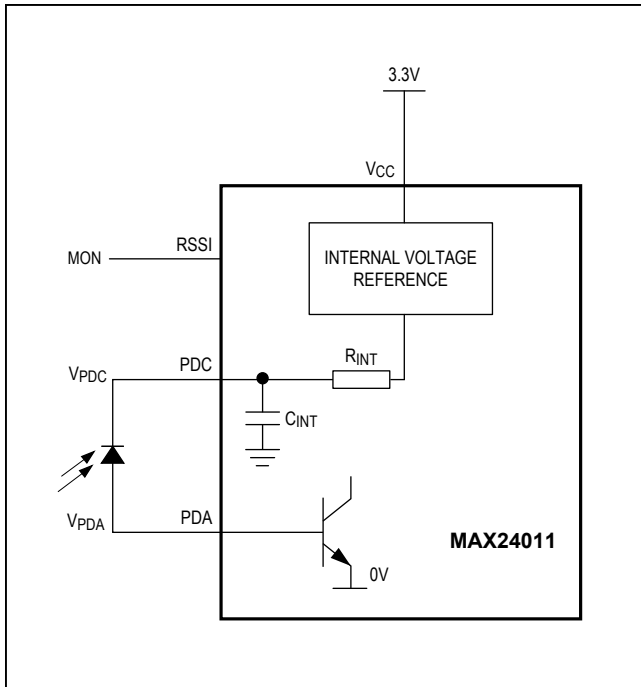 3.3V
VCC
INTERNAL VOLTAGE
REFERENCE
RSSI
MON
RINT
PDC
VPDC
CINT
PDA
VPDA
MAX24011
0V